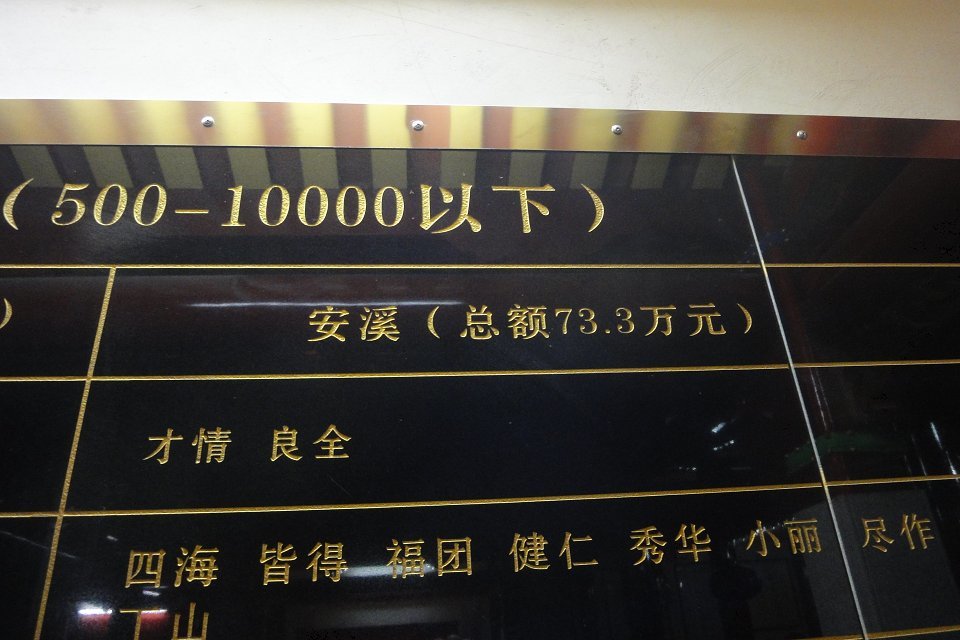 （500－10000以下）
）
安溪（总额73.3万元）
才情 良全
四海 皆得 福团 健仁 秀华 小丽 尽作
山